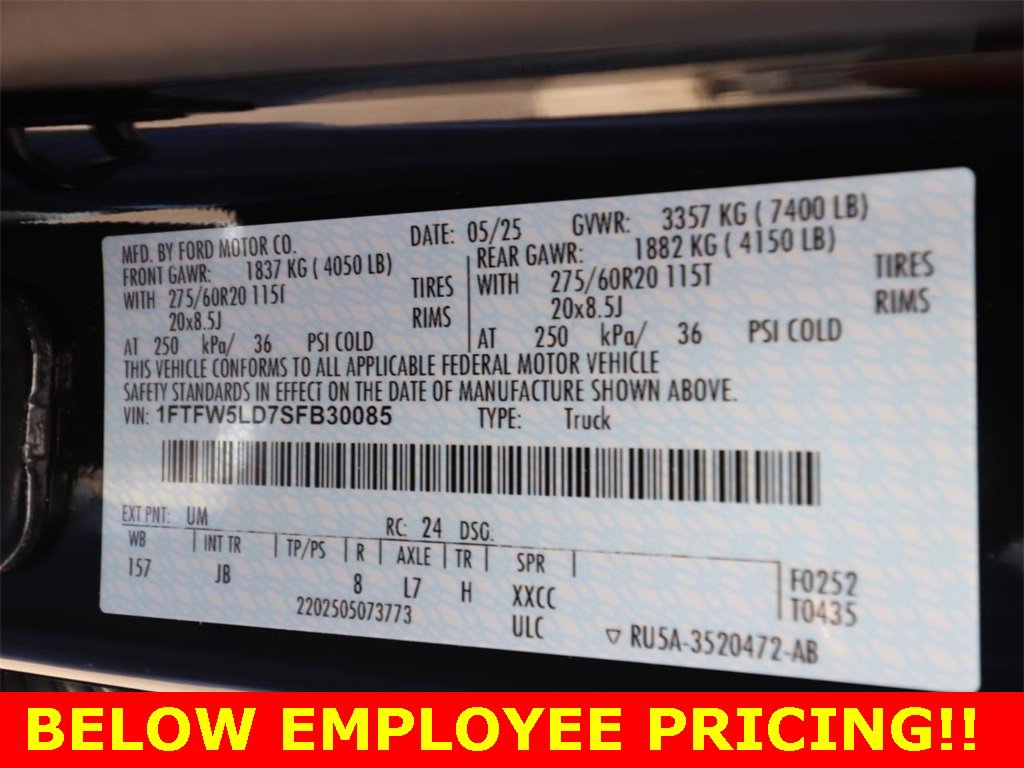 MFD. BY FORD MOTOR CO. DATE: 05/25 GVWR: 3357 KG ( 7400 LB)
FRONT GAWR: 1837 KG ( 4050 LB) REAR GAWR: 1882 KG ( 4150 LB)
WITH 275/60R20 115T TIRES WITH 275/60R20 115T TIRES
20x8.5J RIMS 20x8.5J RIMS
AT 250 kPa/ 36 PSI COLD AT 250 kPa/ 36 PSI COLD
THIS VEHICLE CONFORMS TO ALL APPLICABLE FEDERAL MOTOR VEHICLE
SAFETY STANDARDS IN EFFECT ON THE DATE OF MANUFACTURE SHOWN ABOVE.
VIN: 1FTFW5LD7SFB30085 TYPE: Truck
EXT PNT: UM RC: 24 DSG:
WB INT TR TP/PS R AXLE TR SPR
157 JB 8 L7 H XXCC F0252
2202505073773 ULC T0435
▽ RU5A-3520472-AB
BELOW EMPLOYEE PRICING!!